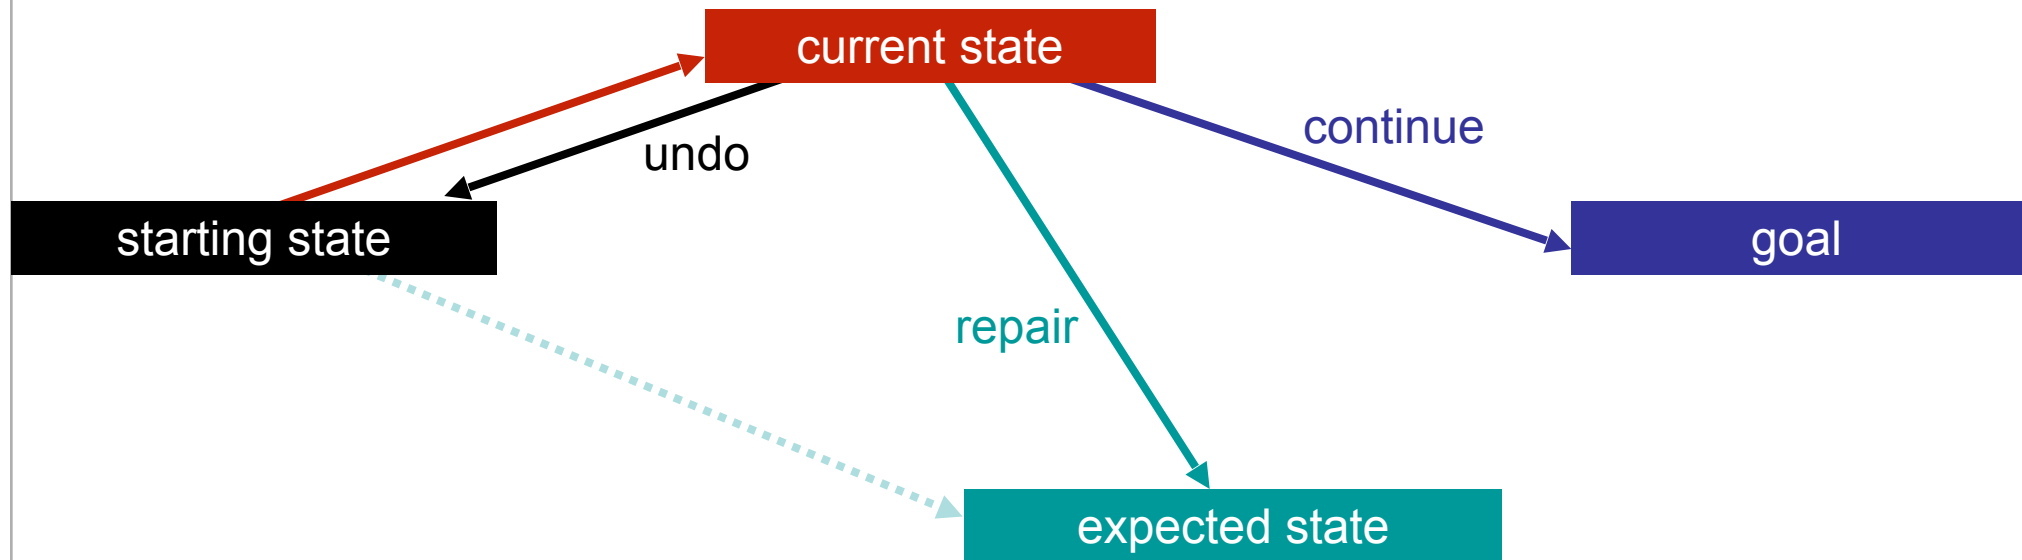 current state
continue
undo
starting state
goal
repair
expected state